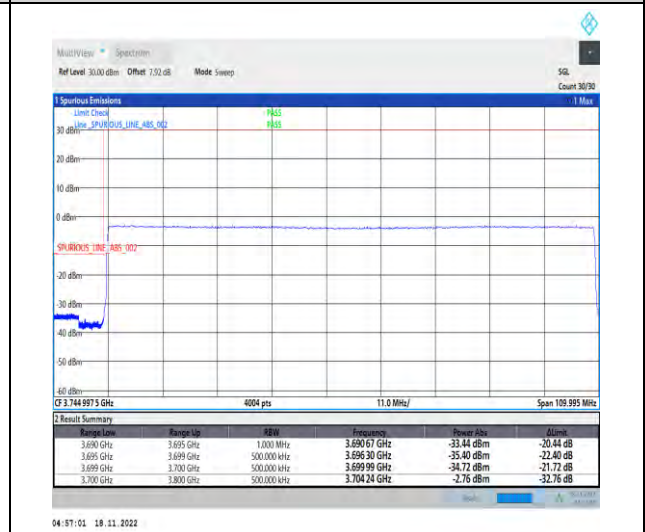 MultiView Spectrum
Ref Level 30.00 dBm Offset 7.92 dB Mode Sweep SGL
Count 30/30
1 Spurious Emissions 1 Max
Limit Check PASS
Line _SPURIOUS_LINE_ABS_002 PASS
30 dBm
20 dBm
10 dBm
0 dBm
_SPURIOUS_LINE_ABS_002
-20 dBm
-30 dBm
-40 dBm
-50 dBm
-60 dBm
CF 3.744 997 5 GHz 4004 pts 11.0 MHz/ Span 109.995 MHz
2 Result Summary
Range Low Range Up RBW Frequency Power Abs ΔLimit
3.690 GHz 3.695 GHz 1.000 MHz 3.690 67 GHz -33.44 dBm -20.44 dB
3.695 GHz 3.699 GHz 500.000 kHz 3.696 30 GHz -35.40 dBm -22.40 dB
3.699 GHz 3.700 GHz 500.000 kHz 3.699 99 GHz -34.72 dBm -21.72 dB
3.700 GHz 3.800 GHz 500.000 kHz 3.704 24 GHz -2.76 dBm -32.76 dB
04:57:01 18.11.2022